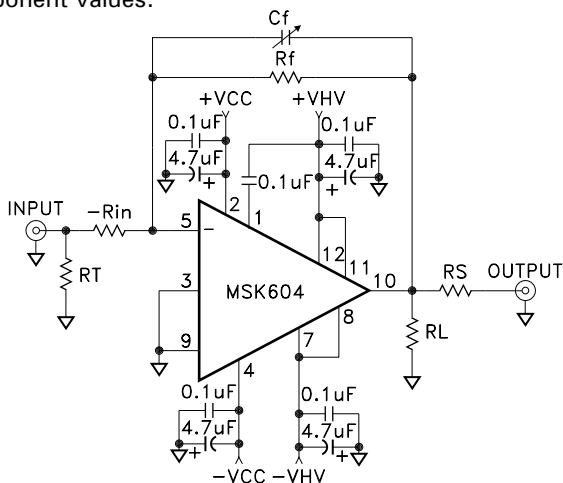 ponent values.
Cf
Rf
+VCC
+VHV
0.1uF
0.1uF
4.7uF
4.7uF
+
0.1uF
+
INPUT
-Rin
2
1
5
-
12
11
3
MSK604
10
RS
OUTPUT
RT
8
9
7
RL
4
0.1uF
0.1uF
4.7uF
4.7uF
+
+
-VCC
-VHV